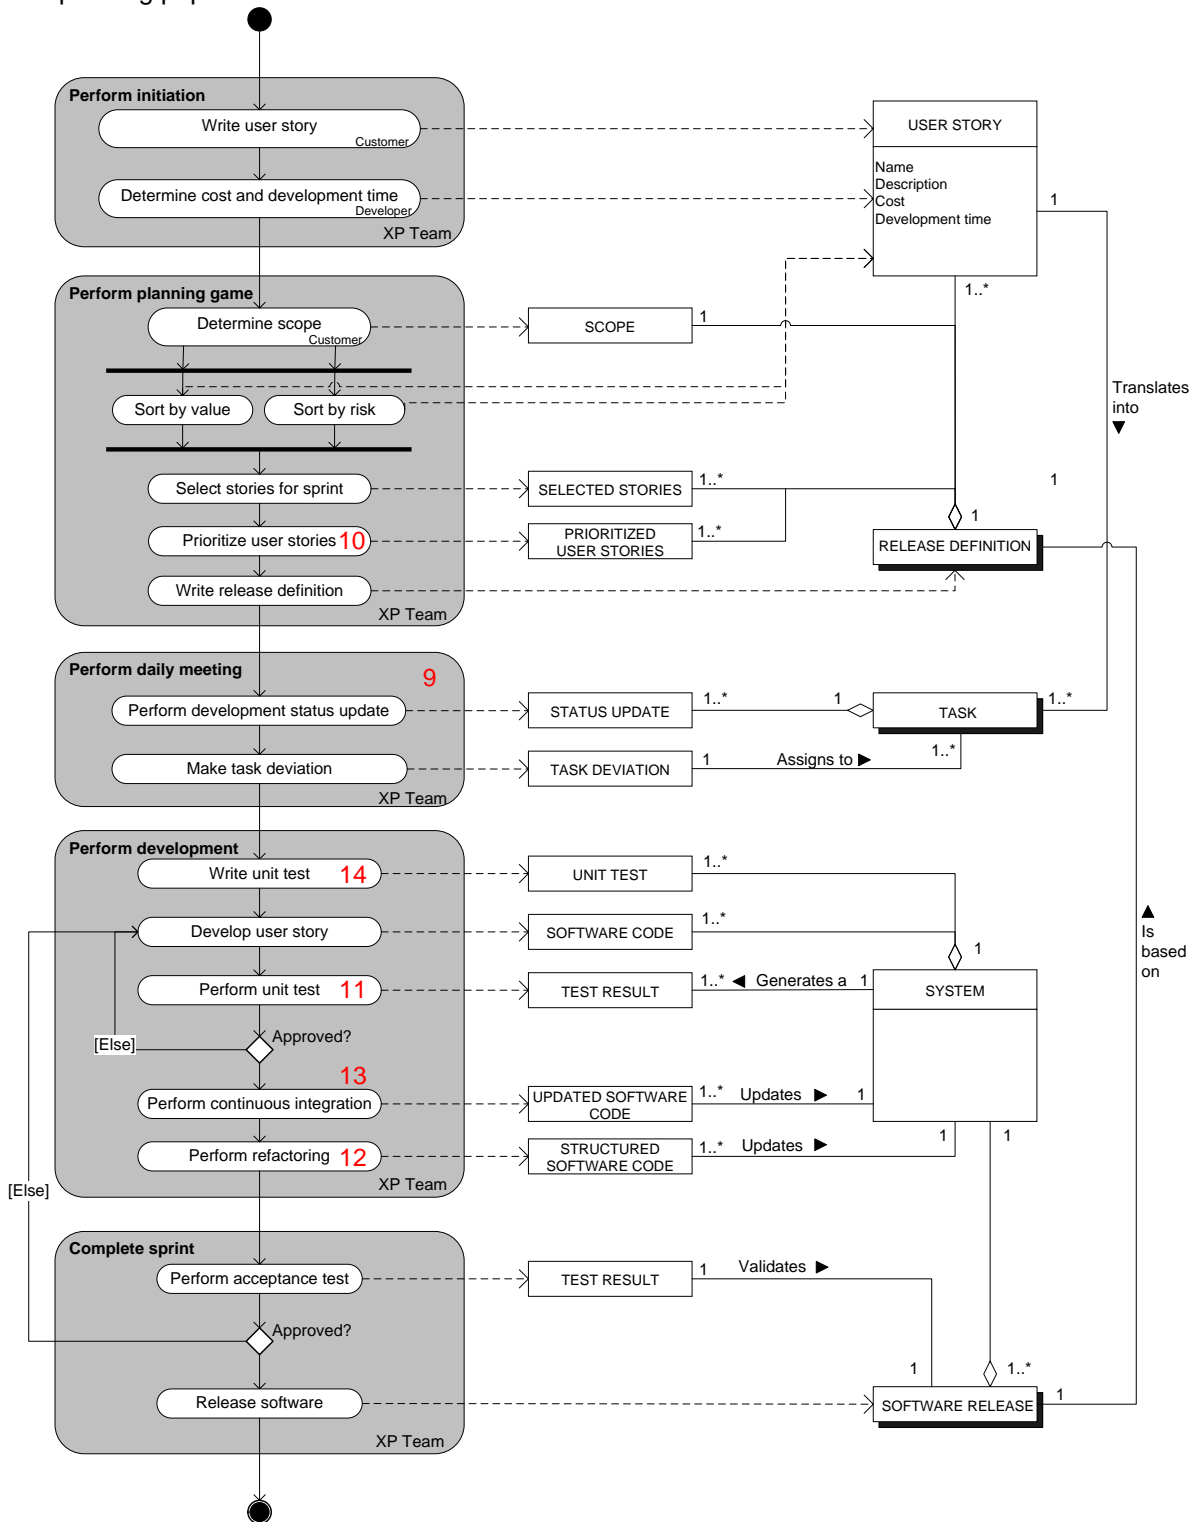 Perform initiation
Write user story
Customer
Determine cost and development time
Developer
XP Team
USER STORY
Name
Description
Cost
Development time
1
1..*
Perform planning game
Determine scope
Customer
SCOPE
1
Sort by value
Sort by risk
Translates
into
▼
Select stories for sprint
SELECTED STORIES
1..*
1
Prioritize user stories 10
PRIORITIZED
USER STORIES
1..*
1
RELEASE DEFINITION
Write release definition
XP Team
Perform daily meeting
9
Perform development status update
STATUS UPDATE
1..*
1
TASK
1..*
Make task deviation
TASK DEVIATION
1
Assigns to ►
1..*
XP Team
Perform development
Write unit test 14
UNIT TEST
1..*
Develop user story
SOFTWARE CODE
1..*
1
▲
Is
based
on
Perform unit test 11
TEST RESULT
1..* ◄ Generates a 1
SYSTEM
[Else]
Approved?
13
Perform continuous integration
UPDATED SOFTWARE
CODE
1..* Updates ►
1
Perform refactoring 12
STRUCTURED
SOFTWARE CODE
1..* Updates ►
1
1
XP Team
[Else]
Complete sprint
Perform acceptance test
TEST RESULT
1 Validates ►
Approved?
1
1..*
Release software
SOFTWARE RELEASE
1
XP Team